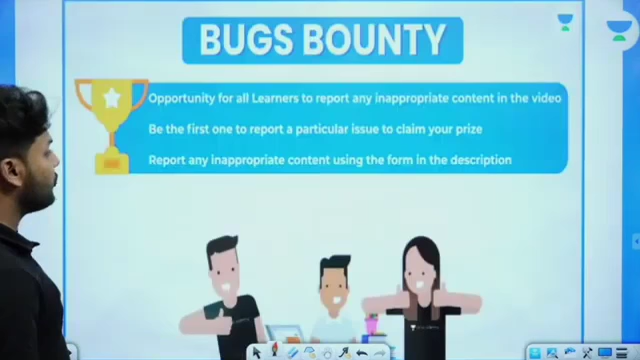 BUGS BOUNTY
Opportunity for all Learners to report any inappropriate content in the video
Be the first one to report a particular issue to claim your prize
Report any inappropriate content using the form in the description